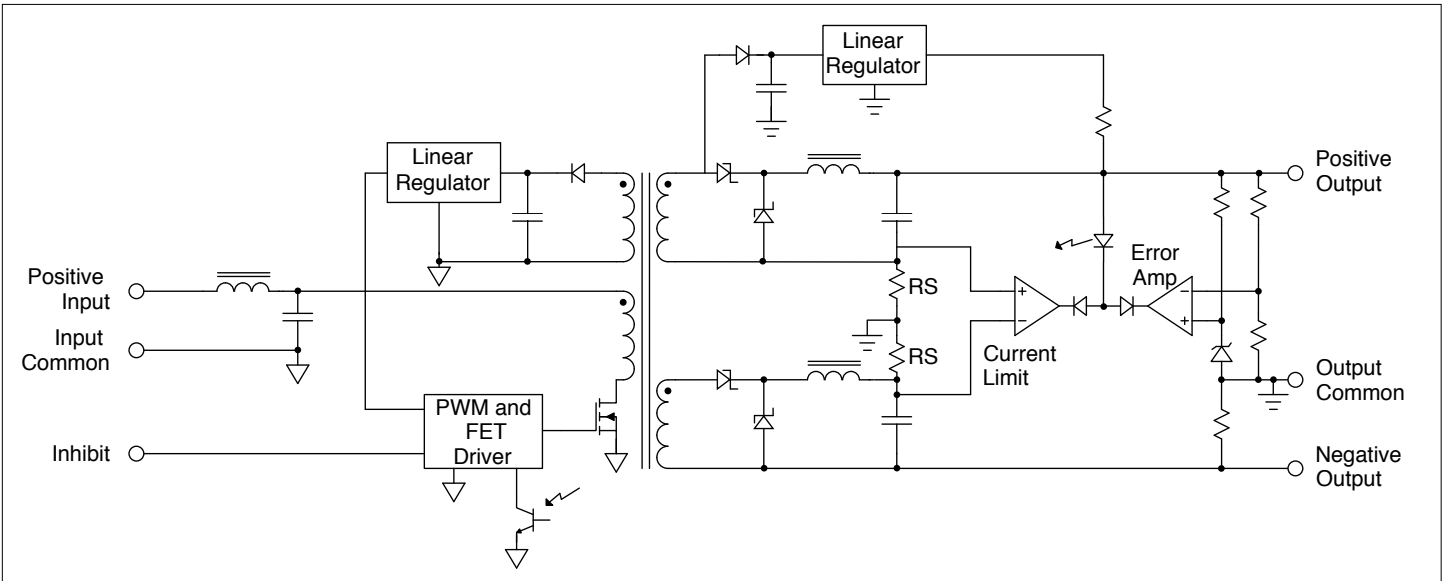 Linear
Regulator
Linear
Regulator
Positive
Output
Positive
Input
Input
Common
Error
Amp
RS
RS
Current
Limit
Output
Common
PWM and
FET
Driver
Inhibit
Negative
Output